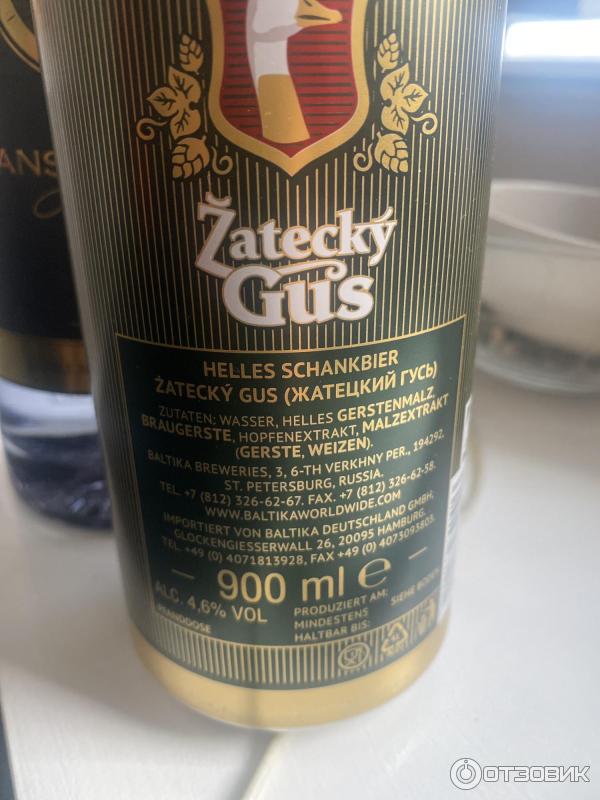 ANS
Žatecký
Gus
HELLES SCHANKBIER
ŽATECKÝ GUS (ЖАТЕЦКИЙ ГУСЬ)
ZUTATEN: WASSER, HELLES GERSTENMALZ,
BRAUGERSTE, HOPFENEXTRAKT, MALZEXTRAKT
(GERSTE, WEIZEN).
BALTIKA BREWERIES, 3, 6-TH VERKHNY PER., 194292,
ST. PETERSBURG, RUSSIA.
TEL. +7 (812) 326-62-67. FAX. +7 (812) 326-62-58.
WWW.BALTIKAWORLDWIDE.COM
IMPORTIERT VON BALTIKA DEUTSCHLAND GMBH,
GLOCKENGIESSERWALL 26, 20095 HAMBURG.
TEL. +49 (0) 4071813928, FAX +49 (0) 4073093803.
900 ml e
ALC. 4,6% VOL
PFANDDOSE
PRODUZIERT AM:
MINDESTENS
HALTBAR BIS:
SIEHE BODEN
ОТЗОВИК